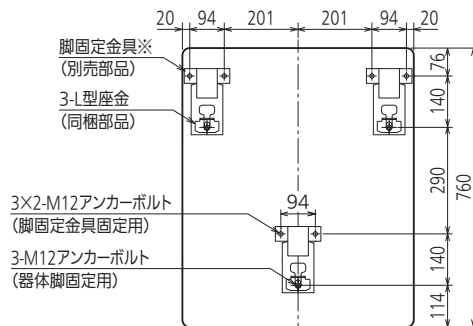 20 94 201 201 94 20
脚固定金具※
(別売部品)
3-L型座金
(同梱部品)
76
140
290
760
3×2-M12アンカーボルト
(脚固定金具固定用)
94
3-M12アンカーボルト
(器体脚固定用)
140
114